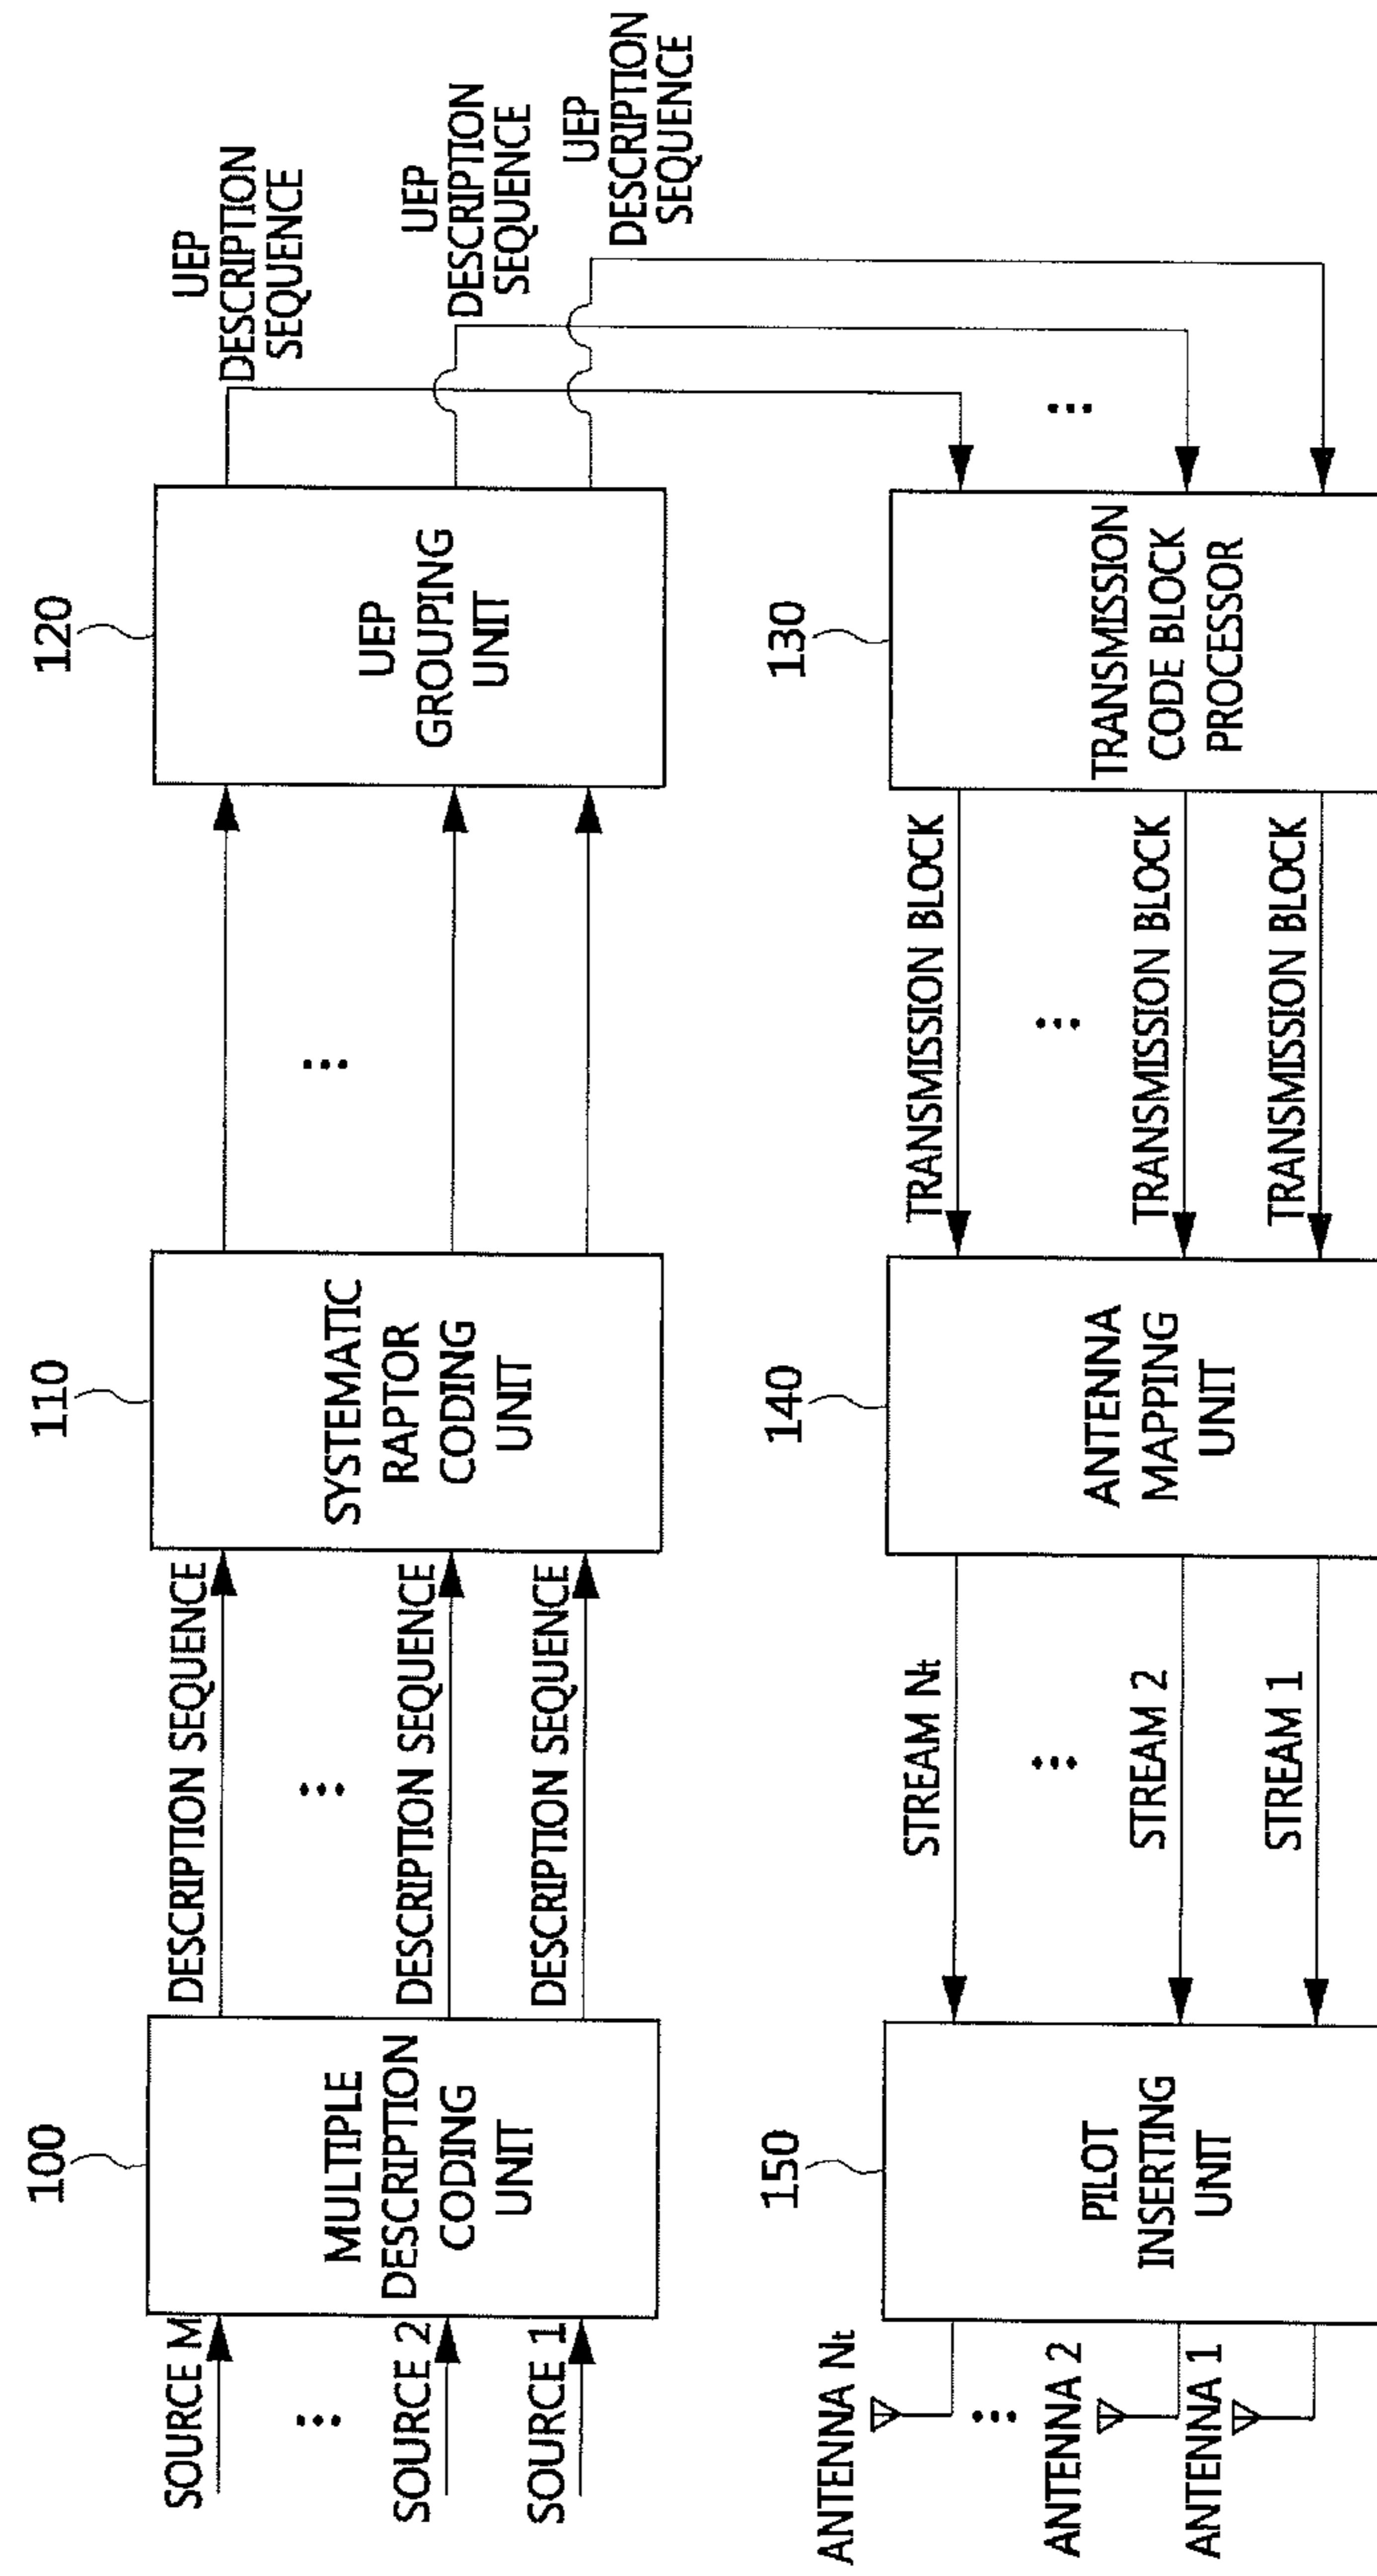 100
110
120
SOURCE M
SOURCE 2
SOURCE 1
MULTIPLE
DESCRIPTION
CODING
UNIT
DESCRIPTION SEQUENCE
DESCRIPTION SEQUENCE
DESCRIPTION SEQUENCE
SYSTEMATIC
RAPTOR
CODING
UNIT
UEP
GROUPING
UNIT
UEP
DESCRIPTION
SEQUENCE
UEP
DESCRIPTION
SEQUENCE
UEP
DESCRIPTION
SEQUENCE
150
140
130
ANTENNA Nt
ANTENNA 2
ANTENNA 1
PILOT
INSERTING
UNIT
STREAM Nt
STREAM 2
STREAM 1
ANTENNA
MAPPING
UNIT
TRANSMISSION BLOCK
TRANSMISSION BLOCK
TRANSMISSION BLOCK
TRANSMISSION
CODE BLOCK
PROCESSOR